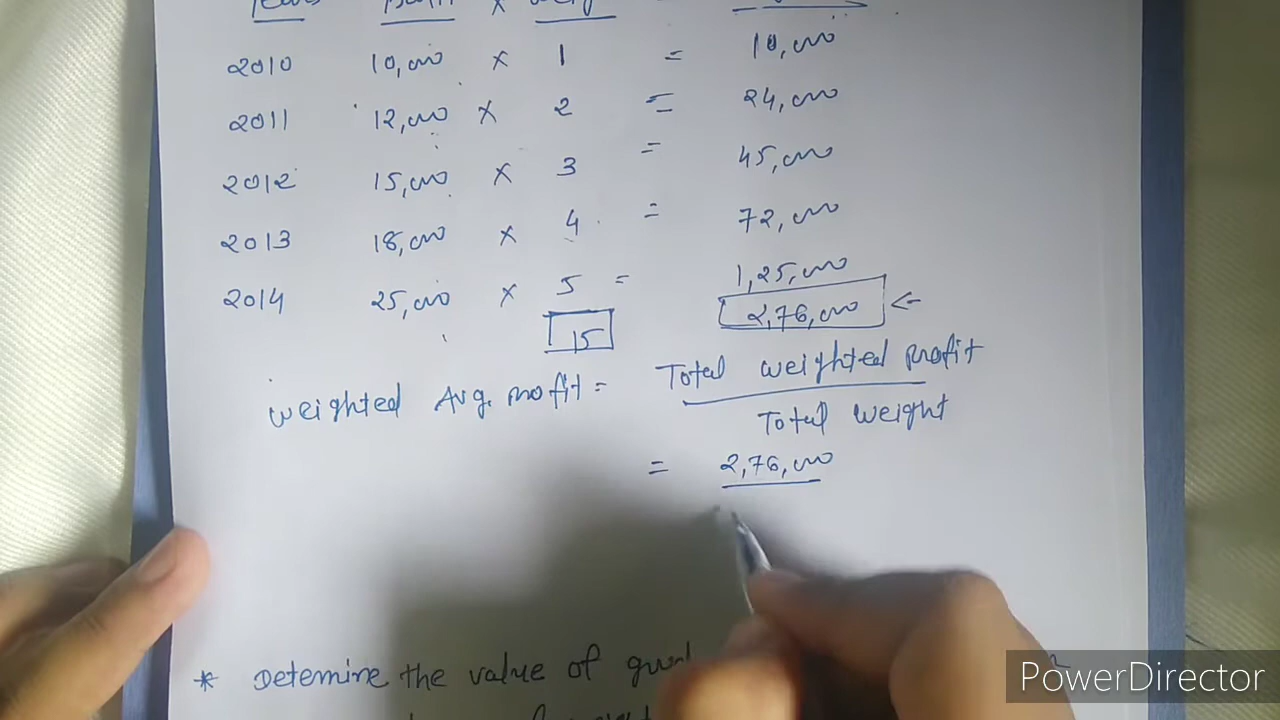 2010 10,000 × 1 = 10,000
2011 12,000 × 2 = 24,000
2012 15,000 × 3 = 45,000
2013 18,000 × 4 = 72,000
2014 25,000 × 5 = 1,25,000
15 2,76,000 ←
Weighted Avg. profit = Total weighted profit
Total weight
= 2,76,000
* Detemine the value of
PowerDirector